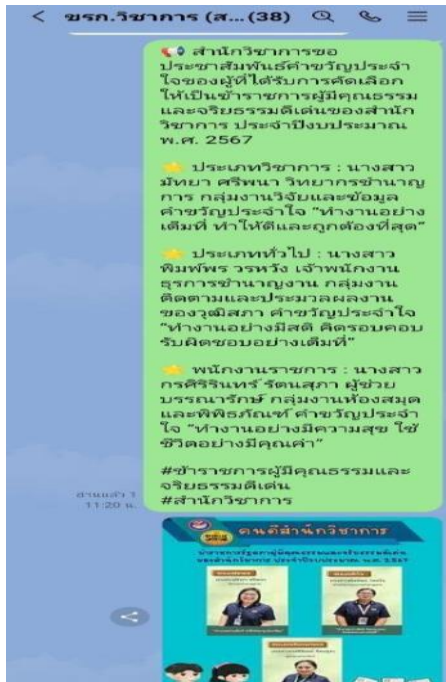 ขรก.วิชาการ (ส...(38)
📢 สำนักวิชาการขอ
ประชาสัมพันธ์คำขวัญประจำ
ใจของผู้ที่ได้รับการคัดเลือก
ให้เป็นข้าราชการผู้มีคุณธรรม
และจริยธรรมดีเด่นของสำนัก
วิชาการ ประจำปีงบประมาณ
พ.ศ. 2567
⭐ ประเภทวิชาการ : นางสาว
มัทยา ศรีพนา วิทยากรชำนาญ
การ กลุ่มงานวิจัยและข้อมูล
คำขวัญประจำใจ “ทำงานอย่าง
เต็มที่ ทำให้ดีและถูกต้องที่สุด”
⭐ ประเภททั่วไป : นางสาว
พิมพ์พร วรหวัง เจ้าพนักงาน
ธุรการชำนาญงาน กลุ่มงาน
ติดตามและประมวลผลงาน
ของวุฒิสภา คำขวัญประจำใจ
“ทำงานอย่างมีสติ คิดรอบคอบ
รับผิดชอบอย่างเต็มที่”
⭐ พนักงานราชการ : นางสาว
กรศิริรินทร์ รัตนสุภา ผู้ช่วย
บรรณารักษ์ กลุ่มงานห้องสมุด
และพิพิธภัณฑ์ คำขวัญประจำ
ใจ “ทำงานอย่างมีความสุข ใช้
ชีวิตอย่างมีคุณค่า”
#ข้าราชการผู้มีคุณธรรมและ
จริยธรรมดีเด่น
#สำนักวิชาการ
อ่านแล้ว 1
11:20 น.
คนดีสำนักวิชาการ